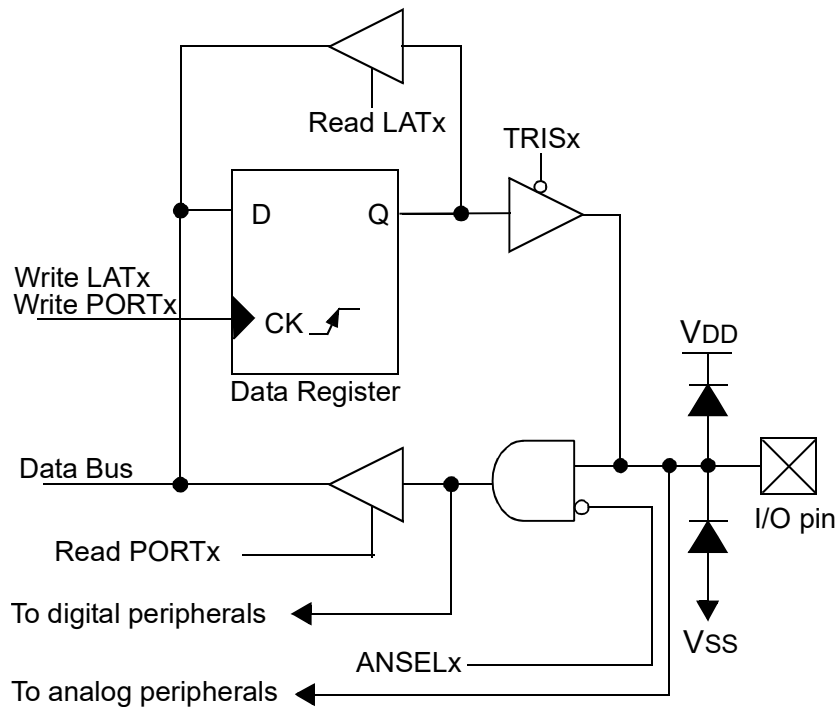 Read LATx
TRISx
D
Q
Write LATx
Write PORTx
CK
VDD
Data Register
Data Bus
I/O pin
Read PORTx
To digital peripherals
VSS
ANSELx
To analog peripherals